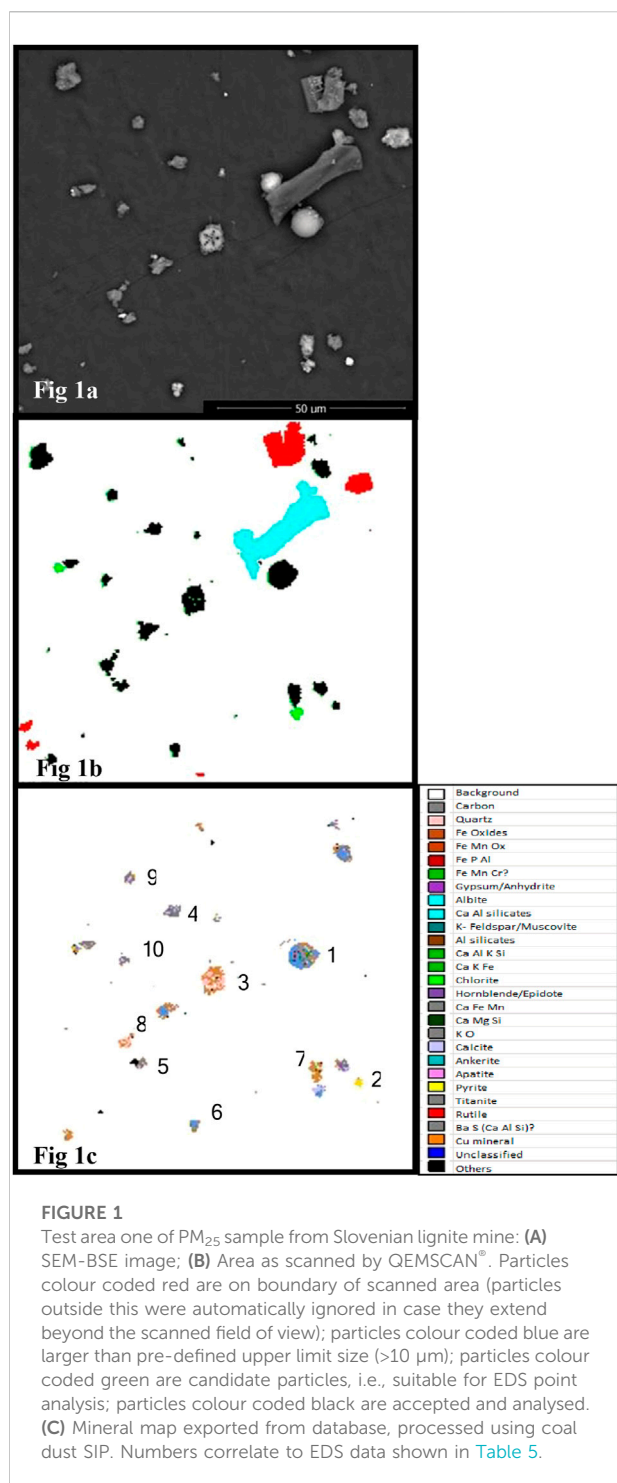 50 um
Fig 1a
Fig 1b
9
4
10
1
3
8
5
7
2
6
Fig 1c
Background
Carbon
Quartz
Fe Oxides
Fe Mn Ox
Fe P Al
Fe Mn Cr?
Gypsum/Anhydrite
Albite
Ca Al silicates
K- Feldspar/Muscovite
Al silicates
Ca Al K Si
Ca K Fe
Chlorite
Hornblende/Epidote
Ca Fe Mn
Ca Mg Si
K O
Calcite
Ankerite
Apatite
Pyrite
Titanite
Rutile
Ba S (Ca Al Si)?
Cu mineral
Unclassified
Others
FIGURE 1
Test area one of PM25 sample from Slovenian lignite mine: (A)
SEM-BSE image; (B) Area as scanned by QEMSCAN®. Particles
colour coded red are on boundary of scanned area (particles
outside this were automatically ignored in case they extend
beyond the scanned field of view); particles colour coded blue are
larger than pre-defined upper limit size (>10 μm); particles colour
coded green are candidate particles, i.e., suitable for EDS point
analysis; particles colour coded black are accepted and analysed.
(C) Mineral map exported from database, processed using coal
dust SIP. Numbers correlate to EDS data shown in Table 5.